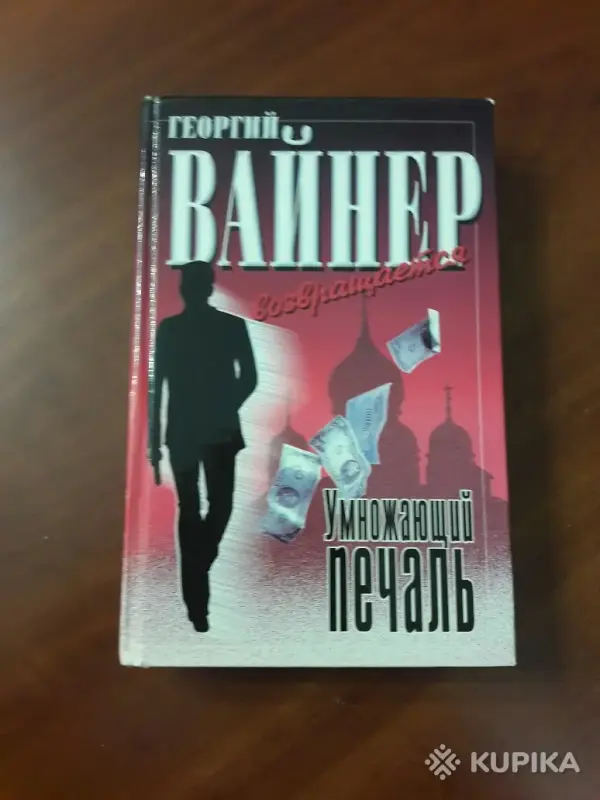 ГЕОРГИЙ
ВАЙНЕР
возвращается
Умножающий
печаль
KUPIKA